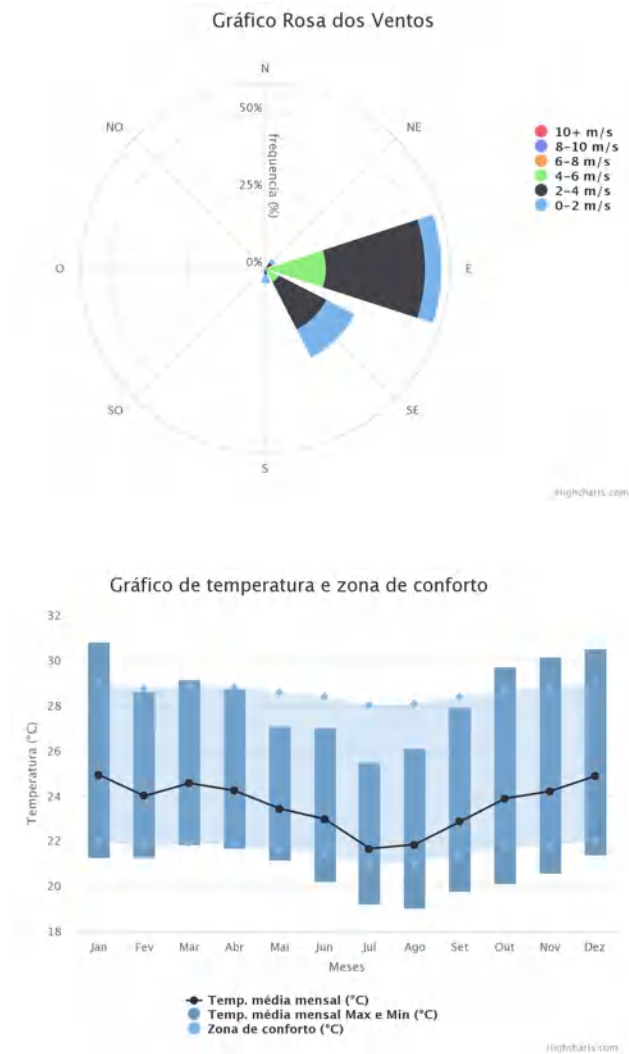 Gráfico Rosa dos Ventos
N
50%
NO
NE
frequencia (%)
25%
10+ m/s
8–10 m/s
6–8 m/s
4–6 m/s
2–4 m/s
0–2 m/s
O
0%
E
SO
SE
S
Highcharts.com
Gráfico de temperatura e zona de conforto
32
30
28
26
24
22
20
18
Temperatura (°C)
Jan Fev Mar Abr Mai Jun Jul Ago Set Out Nov Dez
Meses
Temp. média mensal (°C)
Temp. média mensal Max e Min (°C)
Zona de conforto (°C)
Highcharts.com